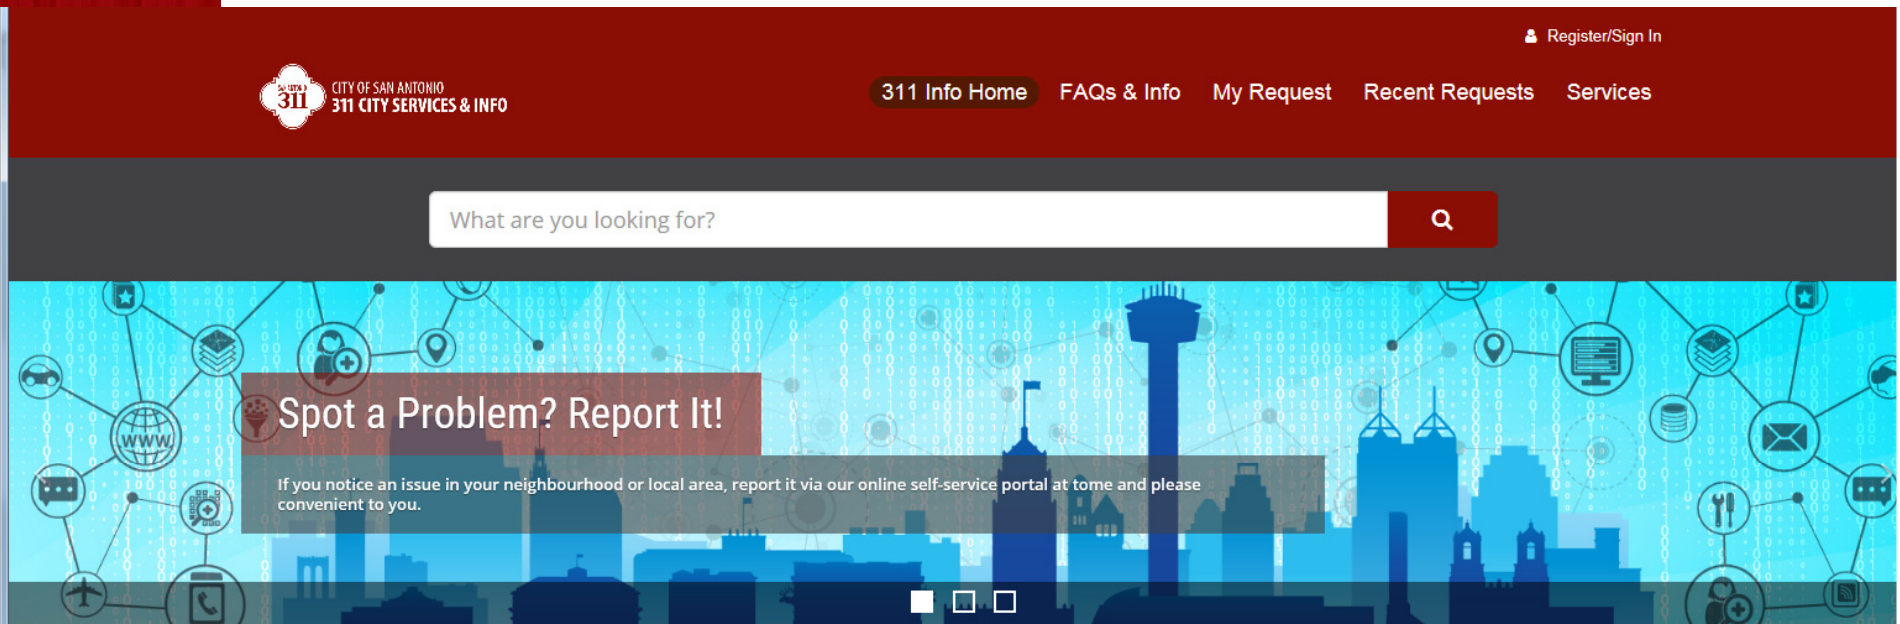 Register/Sign In
311
CITY OF SAN ANTONIO
311 CITY SERVICES & INFO
311 Info Home FAQs & Info My Request Recent Requests Services
What are you looking for?
Spot a Problem? Report It!
If you notice an issue in your neighbourhood or local area, report it via our online self-service portal at tome and please
convenient to you.
WWW